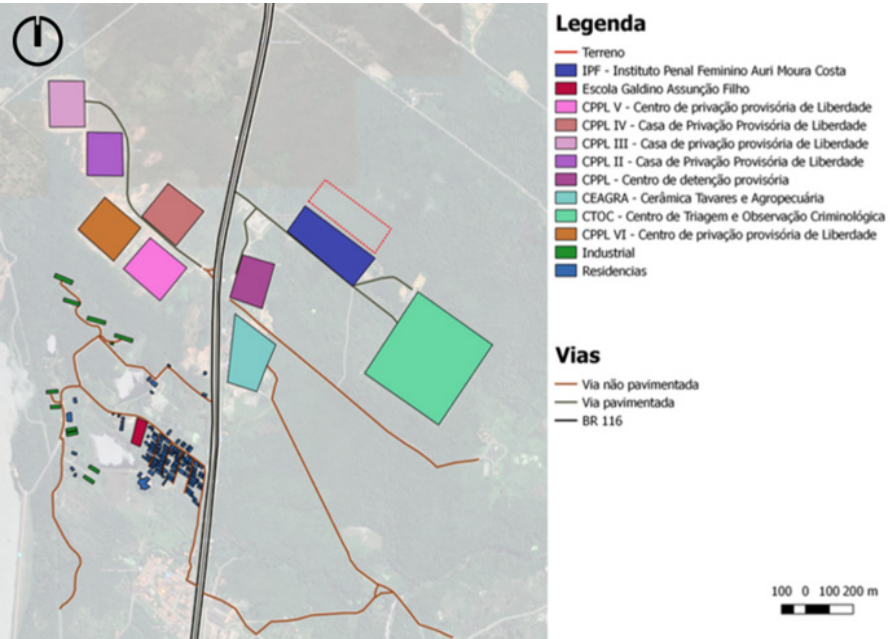 Legenda
Terreno
IPF - Instituto Penal Feminino Auri Moura Costa
Escola Galdino Assunção Filho
CPPL V - Centro de privação provisória de Liberdade
CPPL IV - Casa de Privação Provisória de Liberdade
CPPL III - Casa de privação provisória de Liberdade
CPPL II - Casa de Privação Provisória de Liberdade
CPPL - Centro de detenção provisória
CEAGRA - Cerâmica Tavares e Agropecuária
CTOC - Centro de Triagem e Observação Criminológica
CPPL VI - Centro de privação provisória de Liberdade
Industrial
Residencias
Vias
Via não pavimentada
Via pavimentada
BR 116
100 0 100 200 m